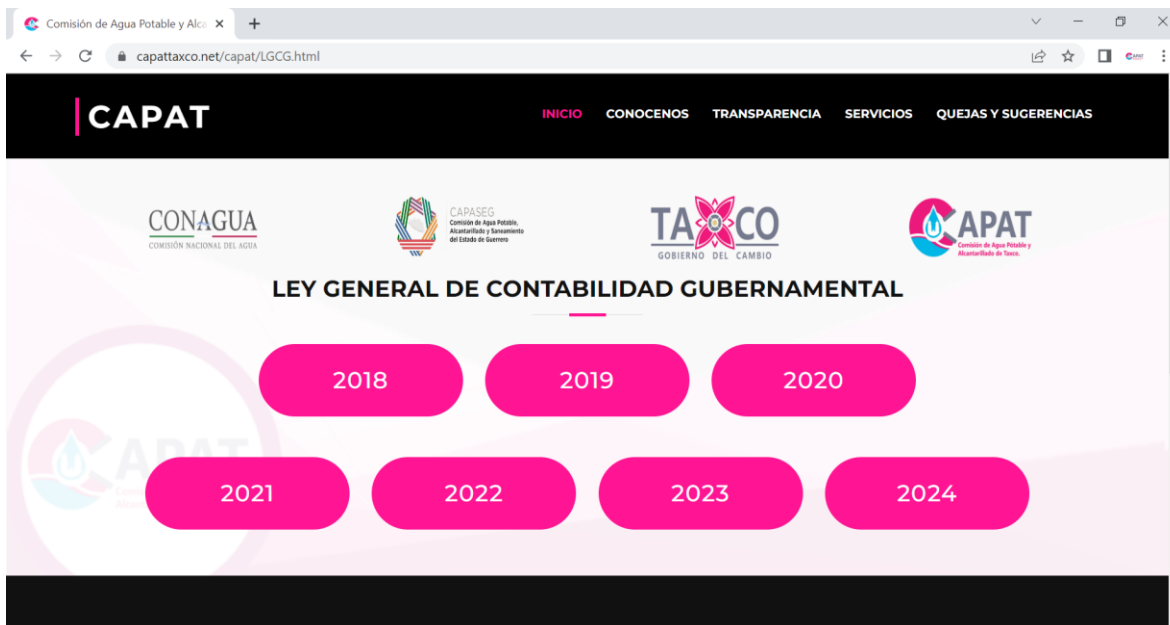 Comisión de Agua Potable y Alca
capattaxco.net/capat/LGCG.html
CAPAT
INICIO CONOCENOS TRANSPARENCIA SERVICIOS QUEJAS Y SUGERENCIAS
CONAGUA
COMISIÓN NACIONAL DEL AGUA
CAPASEG
Comisión de Agua Potable,
Alcantarillado y Saneamiento
del Estado de Guerrero
TAXCO
GOBIERNO DEL CAMBIO
CAPAT
Comisión de Agua Potable y
Alcantarillado de Taxco.
LEY GENERAL DE CONTABILIDAD GUBERNAMENTAL
2018 2019 2020
CAPAT
2021 2022 2023 2024